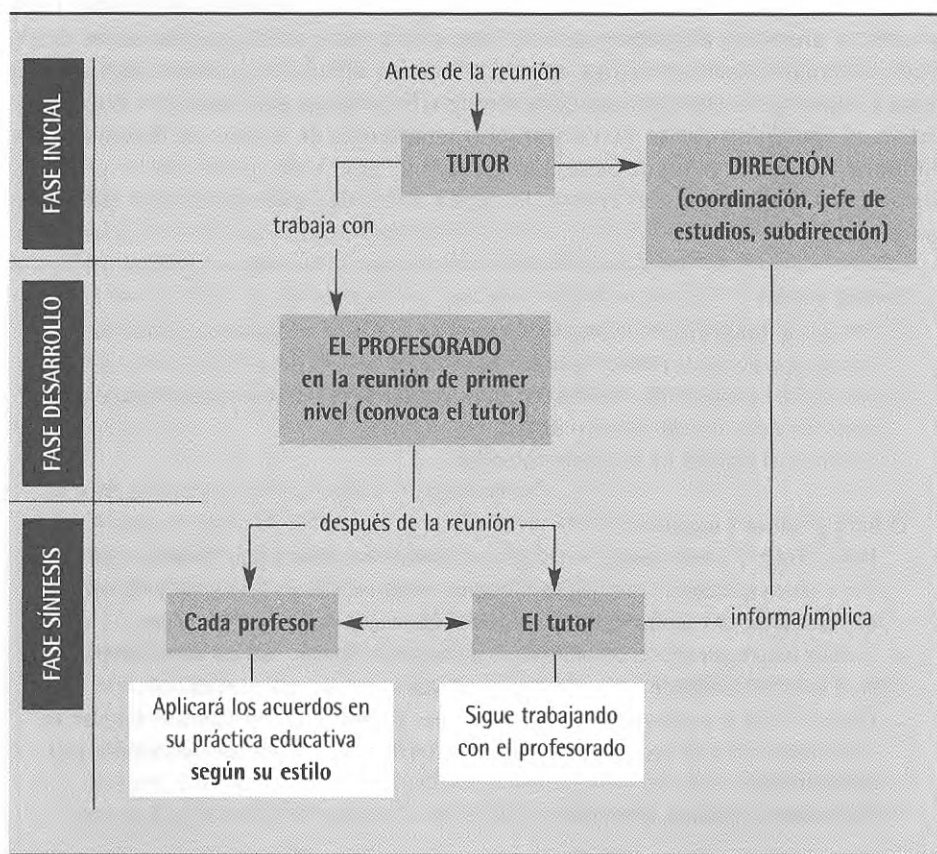 FASE INICIAL
Antes de la reunión
TUTOR
DIRECCIÓN
(coordinación, jefe de
estudios, subdirección)
trabaja con
FASE DESARROLLO
EL PROFESORADO
en la reunión de primer
nivel (convoca el tutor)
FASE SÍNTESIS
después de la reunión
Cada profesor
El tutor
informa/implica
Aplicará los acuerdos en
su práctica educativa
según su estilo
Sigue trabajando
con el profesorado